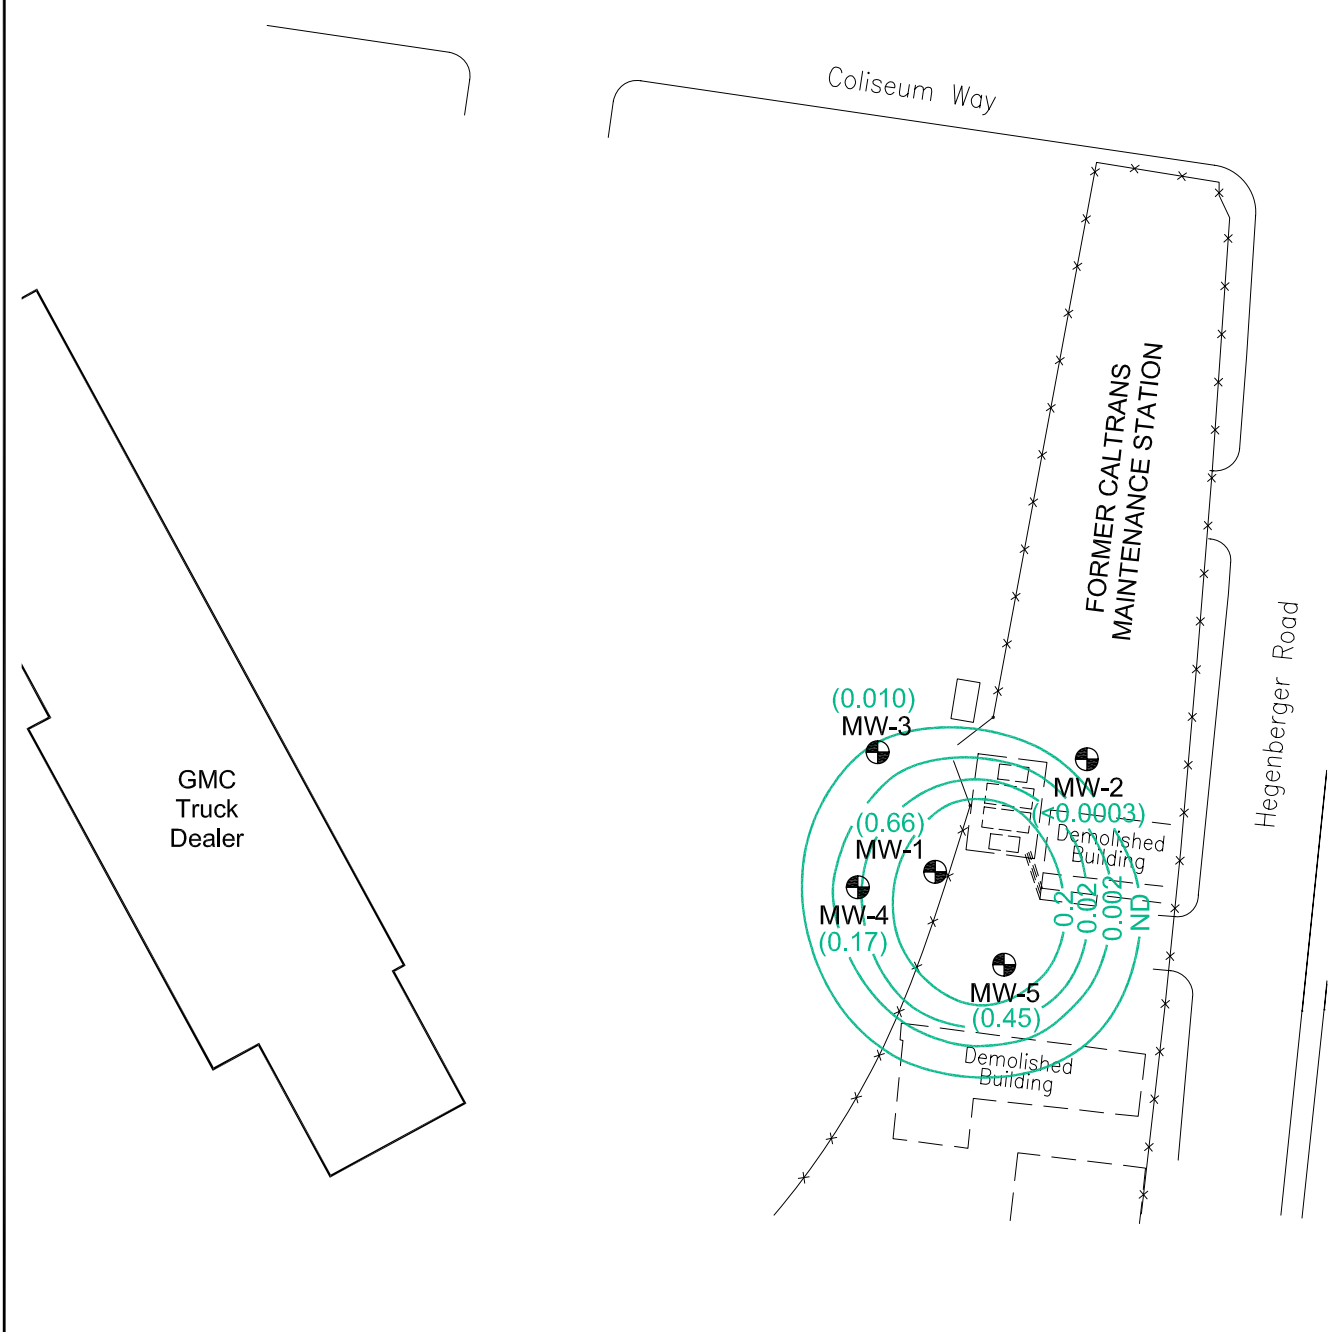 Coliseum Way
FORMER CALTRANS
MAINTENANCE STATION
Hegenberger Road
(0.010)
MW-3
MW-2
(<0.0003)
Demolished
Building
GMC
Truck
Dealer
(0.66)
MW-1
MW-4
(0.17)
0.2
0.02
0.002
ND
MW-5
(0.45)
Demolished
Building